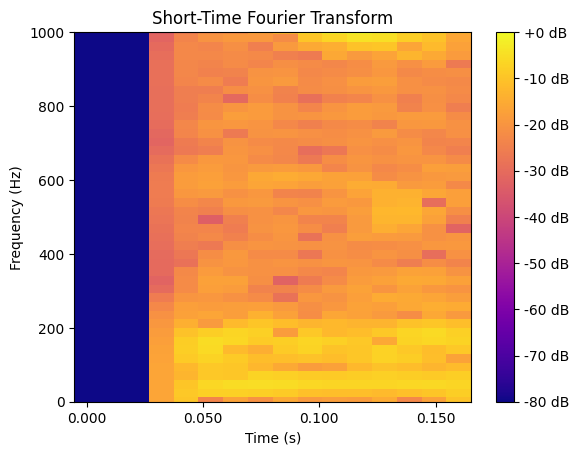 Short-Time Fourier Transform
1000
800
600
400
200
0
Frequency (Hz)
0.000
0.050
0.100
0.150
Time (s)
+0 dB
-10 dB
-20 dB
-30 dB
-40 dB
-50 dB
-60 dB
-70 dB
-80 dB